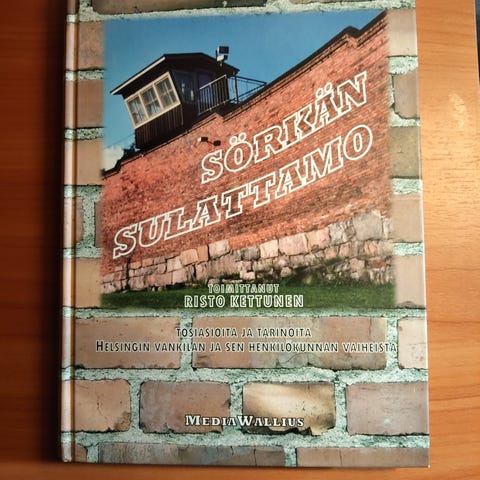 SÖRKÄN
SULATTAMO
TOIMITTANUT
RISTO KETTUNEN
TOSIASIOITA JA TARINOITA
HELSINGIN VANKILAN JA SEN HENKILÖKUNNAN VAIHEISTA
MEDIAWALLIUS